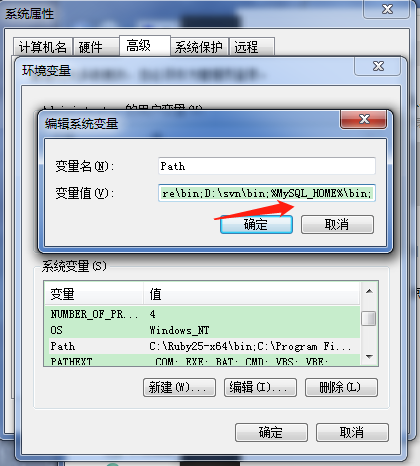 系统属性
计算机名 硬件 高级 系统保护 远程
环境变量
编辑系统变量
变量名(N): Path
变量值(V): re\bin;D:\svn\bin;%MySQL_HOME%\bin;
确定 取消
系统变量(S)
变量 值
NUMBER_OF_PR... 4
OS Windows_NT
Path C:\Ruby25-x64\bin;C:\Program Fi...
PATHEXT .COM;.EXE;.BAT;.CMD;.VBS;.VBE;
新建(W)... 编辑(I)... 删除(L)
确定 取消